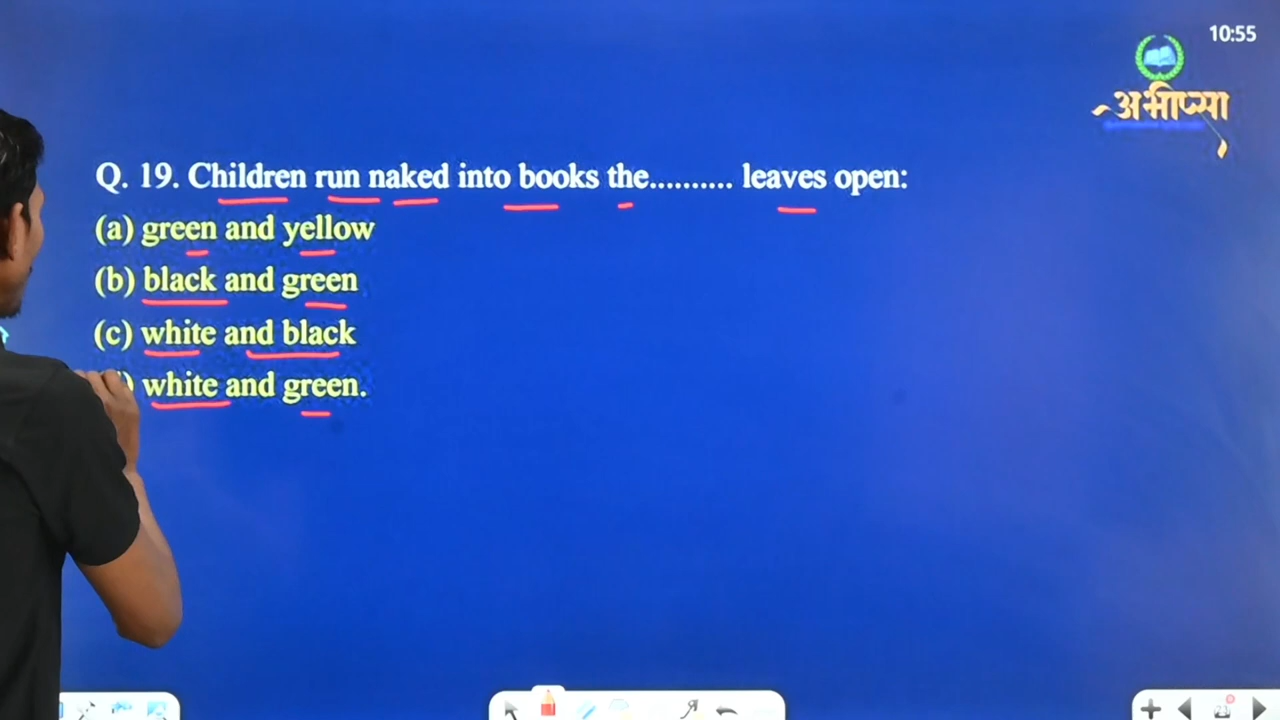 10:55
अभीप्सा
Q. 19. Children run naked into books the.......... leaves open:
(a) green and yellow
(b) black and green
(c) white and black
) white and green.